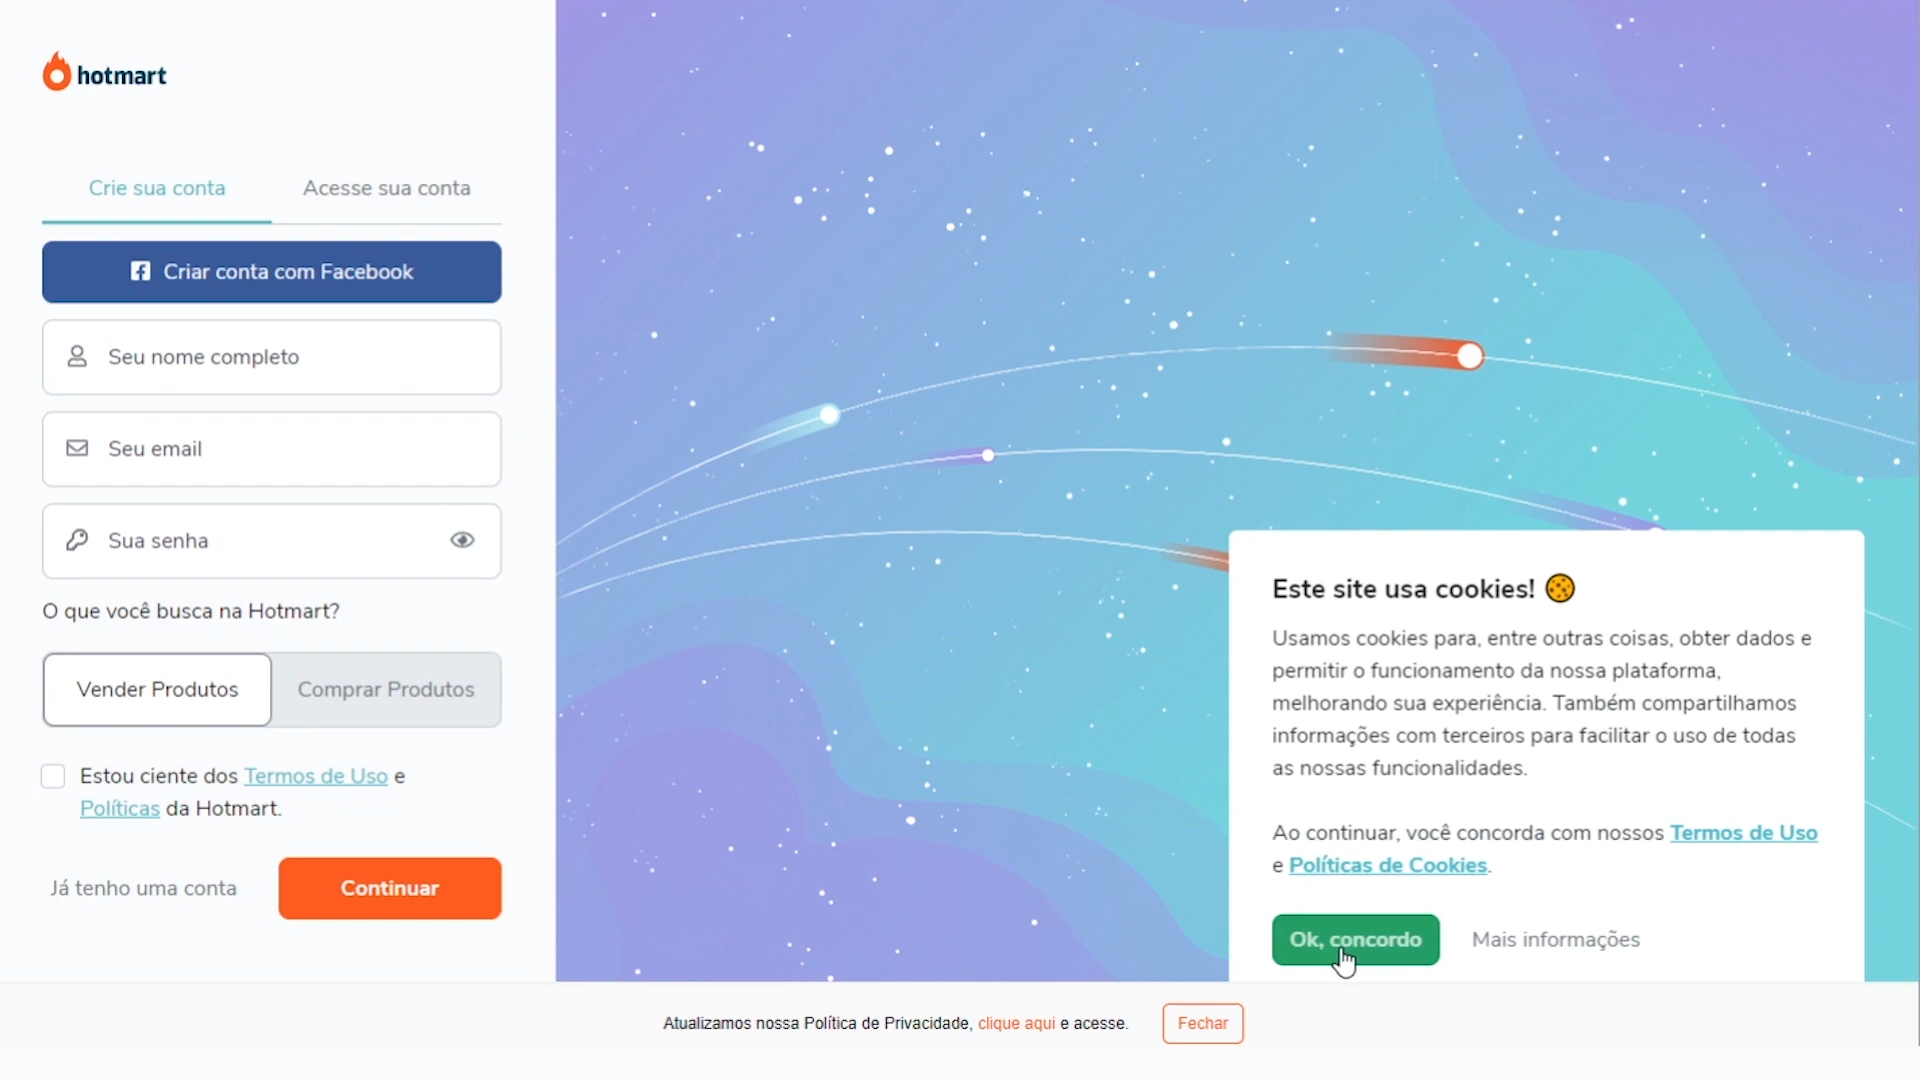 hotmart
Crie sua conta
Acesse sua conta
Criar conta com Facebook
Seu nome completo
Seu email
Sua senha
O que você busca na Hotmart?
Vender Produtos
Comprar Produtos
Estou ciente dos Termos de Uso e
Políticas da Hotmart.
Já tenho uma conta
Continuar
Este site usa cookies!
Usamos cookies para, entre outras coisas, obter dados e
permitir o funcionamento da nossa plataforma,
melhorando sua experiência. Também compartilhamos
informações com terceiros para facilitar o uso de todas
as nossas funcionalidades.
Ao continuar, você concorda com nossos Termos de Uso
e Políticas de Cookies.
Ok, concordo
Mais informações
Atualizamos nossa Política de Privacidade, clique aqui e acesse.
Fechar